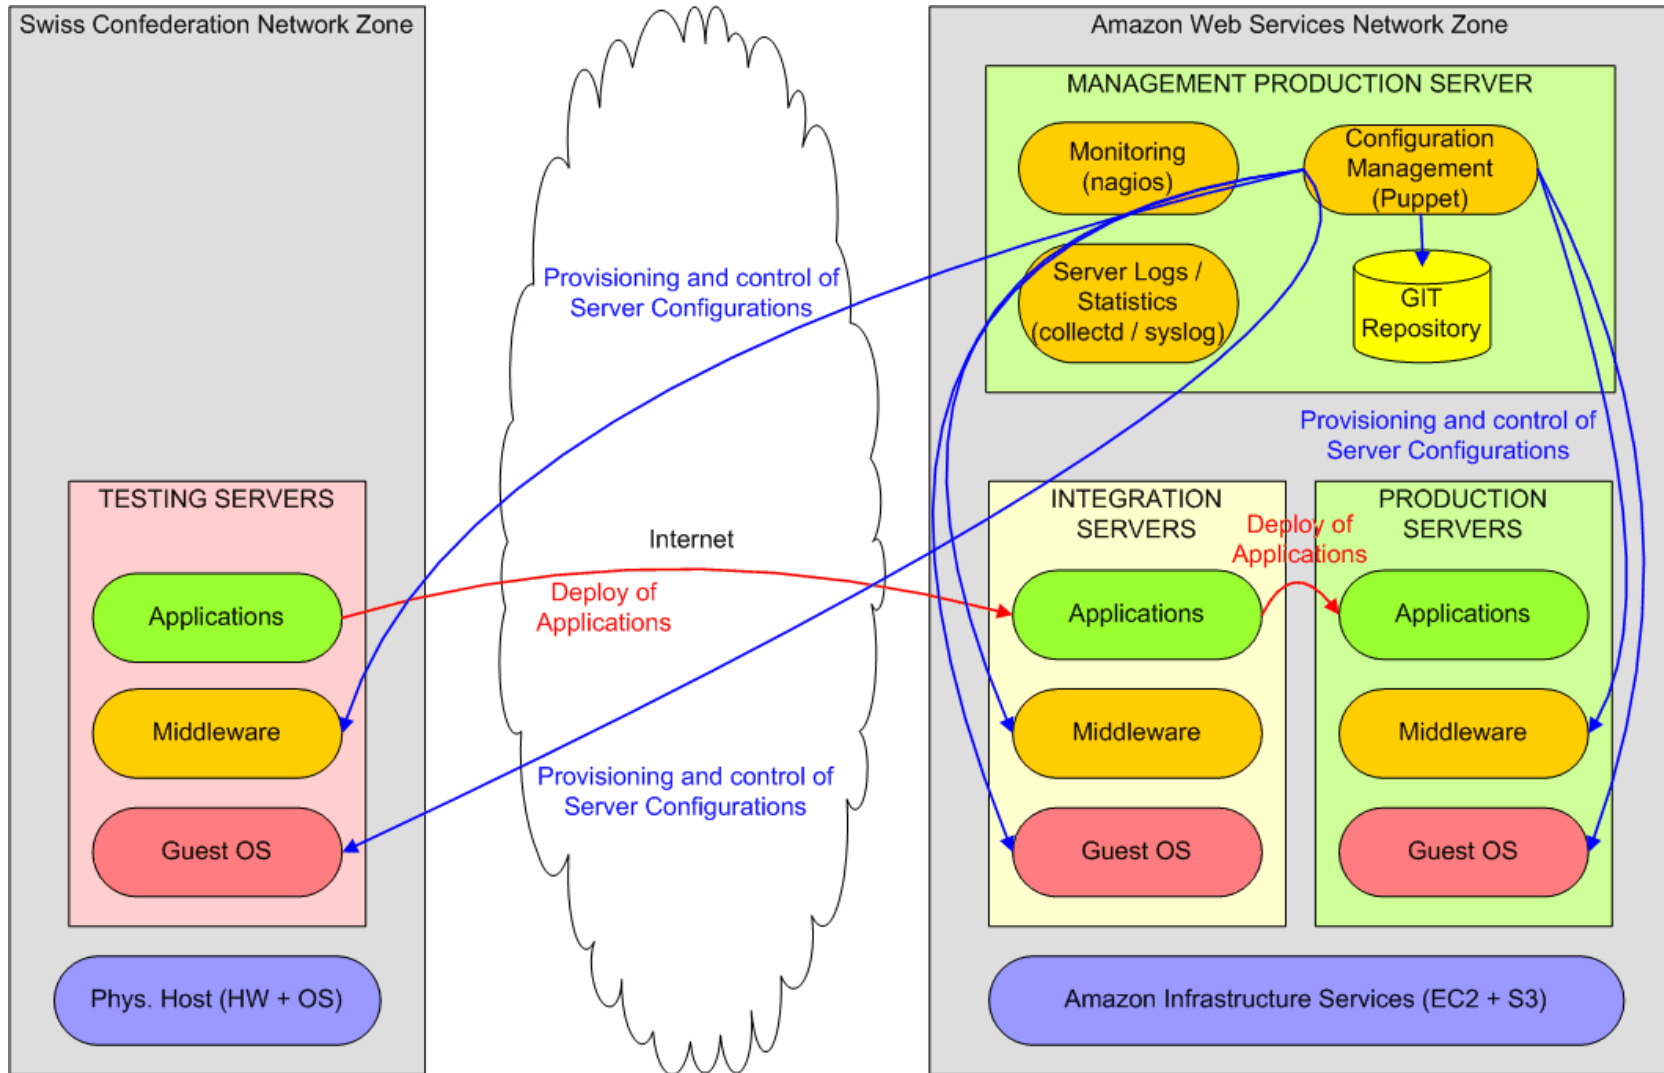 Swiss Confederation Network Zone
Amazon Web Services Network Zone
MANAGEMENT PRODUCTION SERVER
Monitoring
(nagios)
Configuration
Management
(Puppet)
Server Logs /
Statistics
(collectd / syslog)
GIT
Repository
Provisioning and control of
Server Configurations
Provisioning and control of
Server Configurations
TESTING SERVERS
Applications
Middleware
Guest OS
Phys. Host (HW + OS)
Internet
Deploy of
Applications
Provisioning and control of
Server Configurations
INTEGRATION
SERVERS
Applications
Middleware
Guest OS
Deploy of
Applications
PRODUCTION
SERVERS
Applications
Middleware
Guest OS
Amazon Infrastructure Services (EC2 + S3)